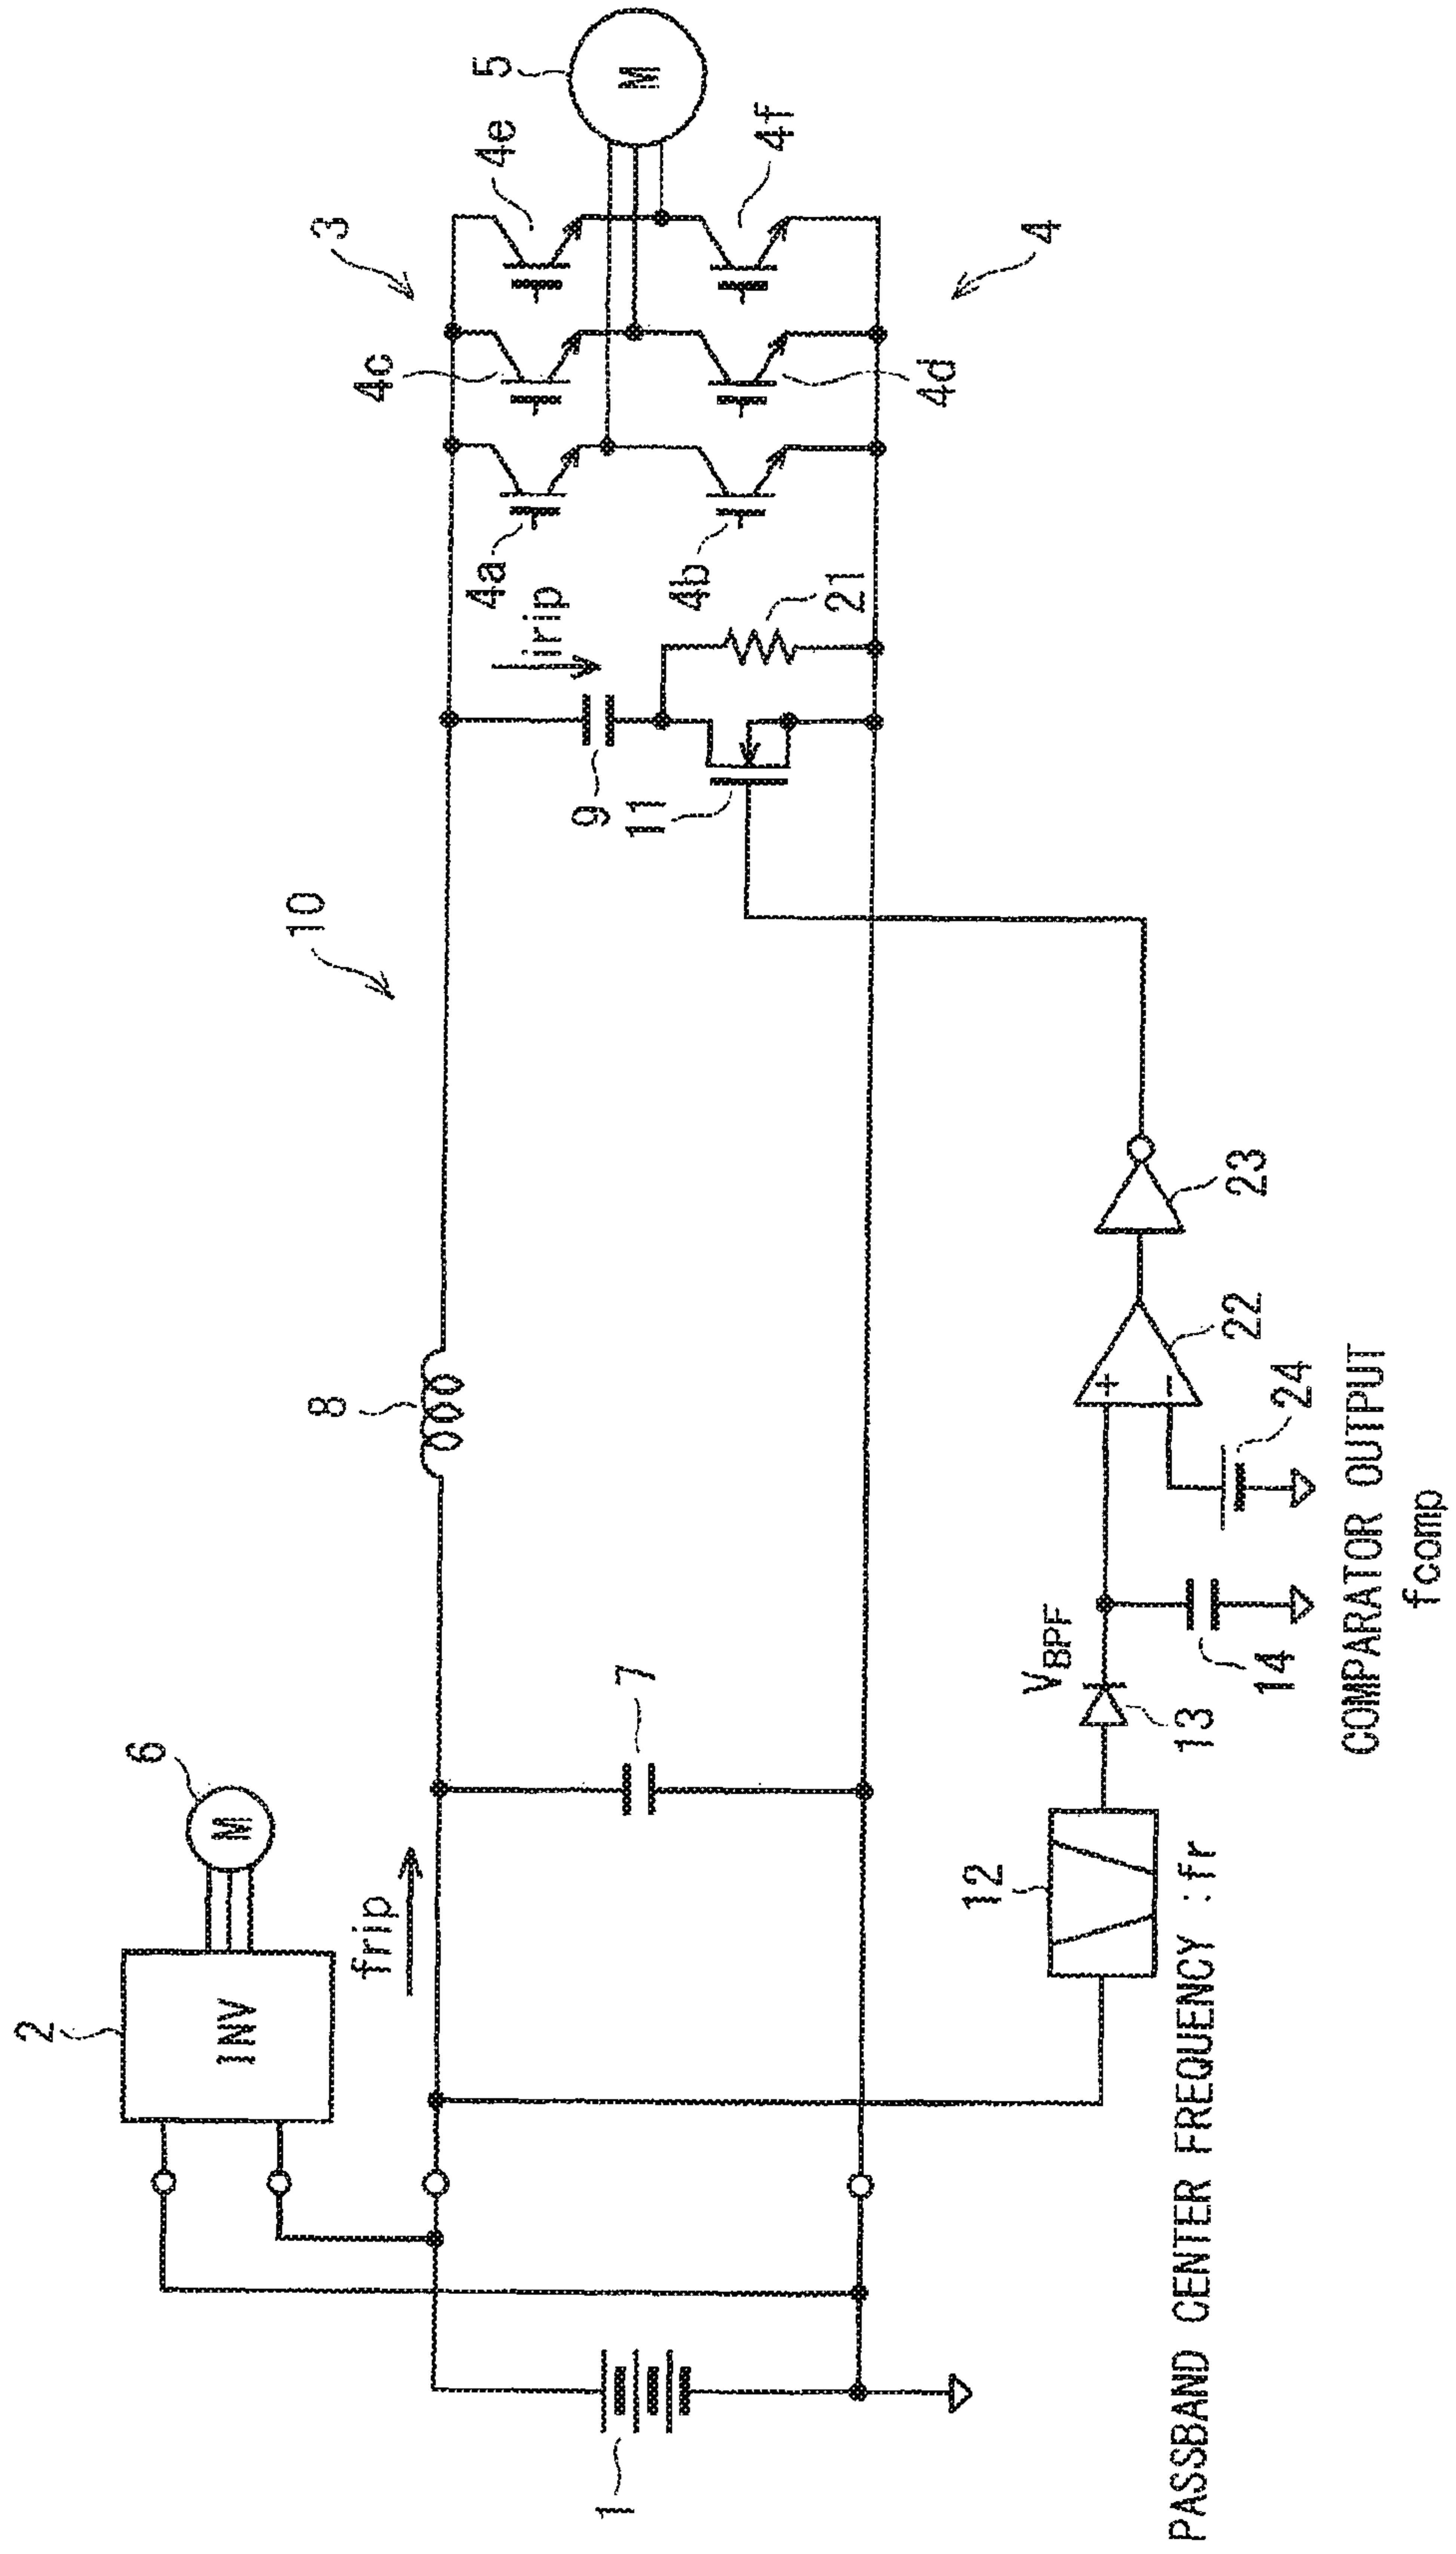 2
INV
6
M
frip
10
3
8
7
1
4a
4c
4e
5
M
irip
9
11
4b
21
4d
4f
4
12
VBPF
13
14
22
+
-
24
23
PASSBAND CENTER FREQUENCY :fr
COMPARATOR OUTPUT
fcomp